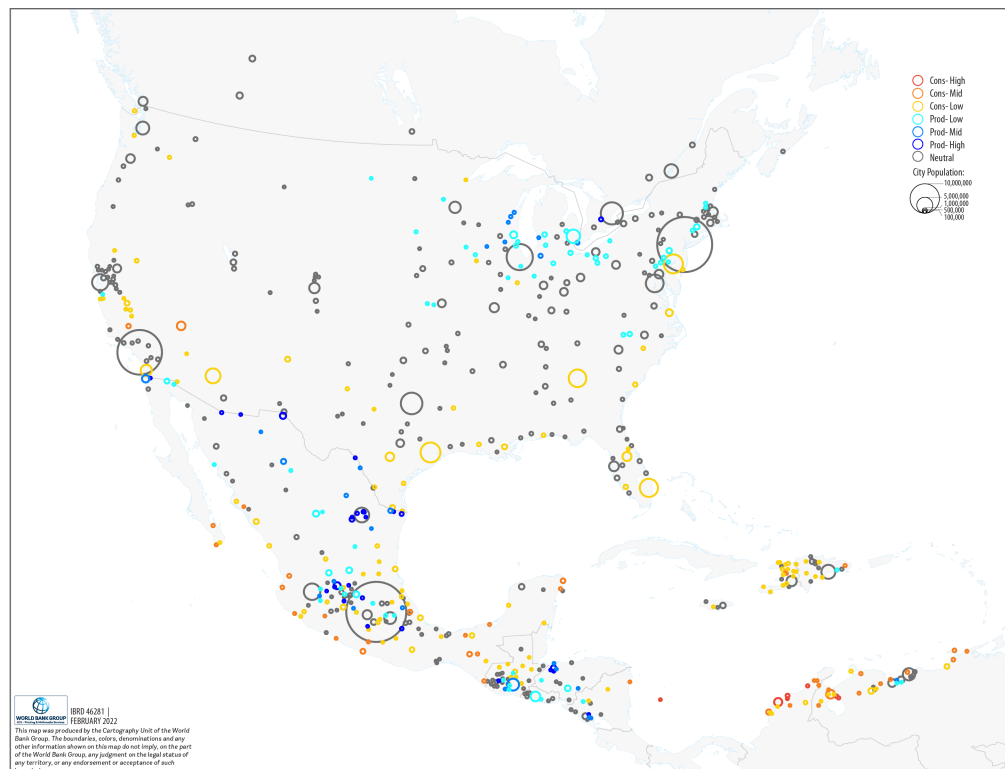 Cons- High
Cons- Mid
Cons- Low
Prod- Low
Prod- Mid
Prod- High
Neutral
City Population:
10,000,000
5,000,000
1,000,000
500,000
100,000
WORLD BANK GROUP
IBRD 46281 |
FEBRUARY 2022
This map was produced by the Cartography Unit of the World
Bank Group. The boundaries, colors, denominations and any
other information shown on this map do not imply, on the part
of the World Bank Group, any judgment on the legal status of
any territory, or any endorsement or acceptance of such